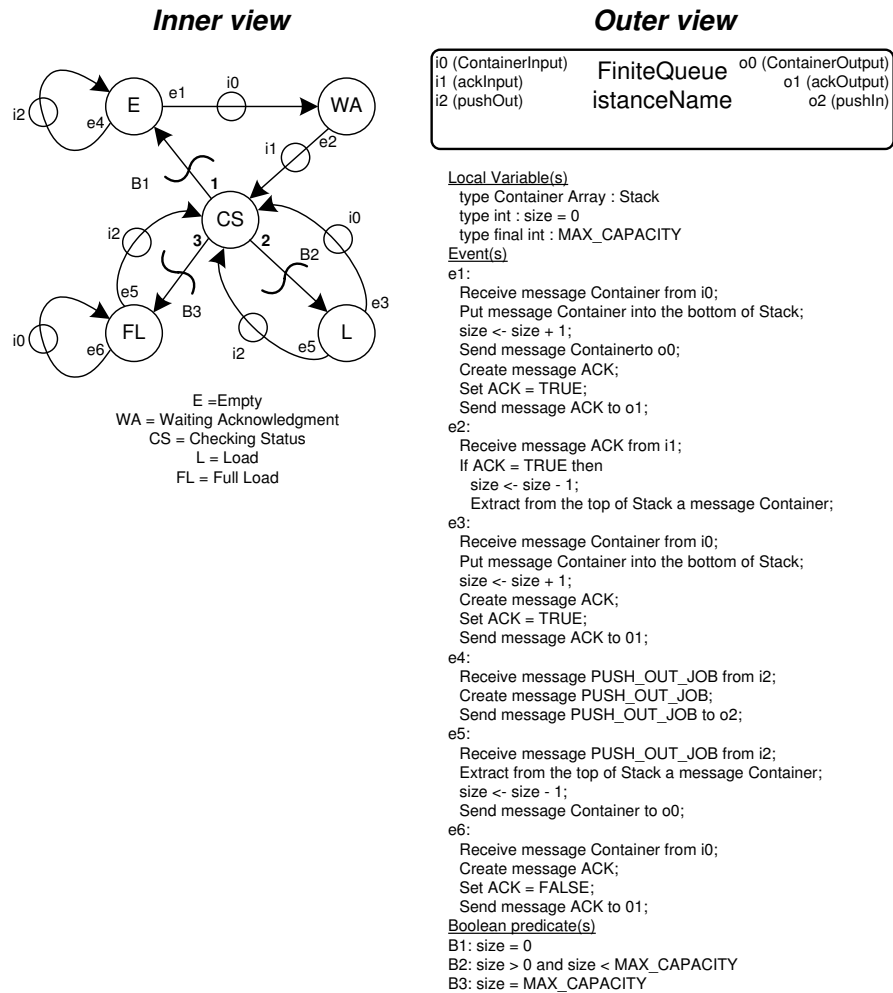 Inner view
i2
E
e4
e1
i0
WA
e2
i1
B1
1
CS
3
2
i2
B2
i0
B3
e5
e3
FL
L
i0
e6
i2
e5
E =Empty
WA = Waiting Acknowledgment
CS = Checking Status
L = Load
FL = Full Load
Outer view
i0 (ContainerInput)
i1 (ackInput)
i2 (pushOut)
FiniteQueue
istanceName
o0 (ContainerOutput)
o1 (ackOutput)
o2 (pushIn)
Local Variable(s)
type Container Array : Stack
type int : size = 0
type final int : MAX_CAPACITY
Event(s)
e1:
Receive message Container from i0;
Put message Container into the bottom of Stack;
size <- size + 1;
Send message Containerto o0;
Create message ACK;
Set ACK = TRUE;
Send message ACK to o1;
e2:
Receive message ACK from i1;
If ACK = TRUE then
size <- size - 1;
Extract from the top of Stack a message Container;
e3:
Receive message Container from i0;
Put message Container into the bottom of Stack;
size <- size + 1;
Create message ACK;
Set ACK = TRUE;
Send message ACK to 01;
e4:
Receive message PUSH_OUT_JOB from i2;
Create message PUSH_OUT_JOB;
Send message PUSH_OUT_JOB to o2;
e5:
Receive message PUSH_OUT_JOB from i2;
Extract from the top of Stack a message Container;
size <- size - 1;
Send message Container to o0;
e6:
Receive message Container from i0;
Create message ACK;
Set ACK = FALSE;
Send message ACK to 01;
Boolean predicate(s)
B1: size = 0
B2: size > 0 and size < MAX_CAPACITY
B3: size = MAX_CAPACITY